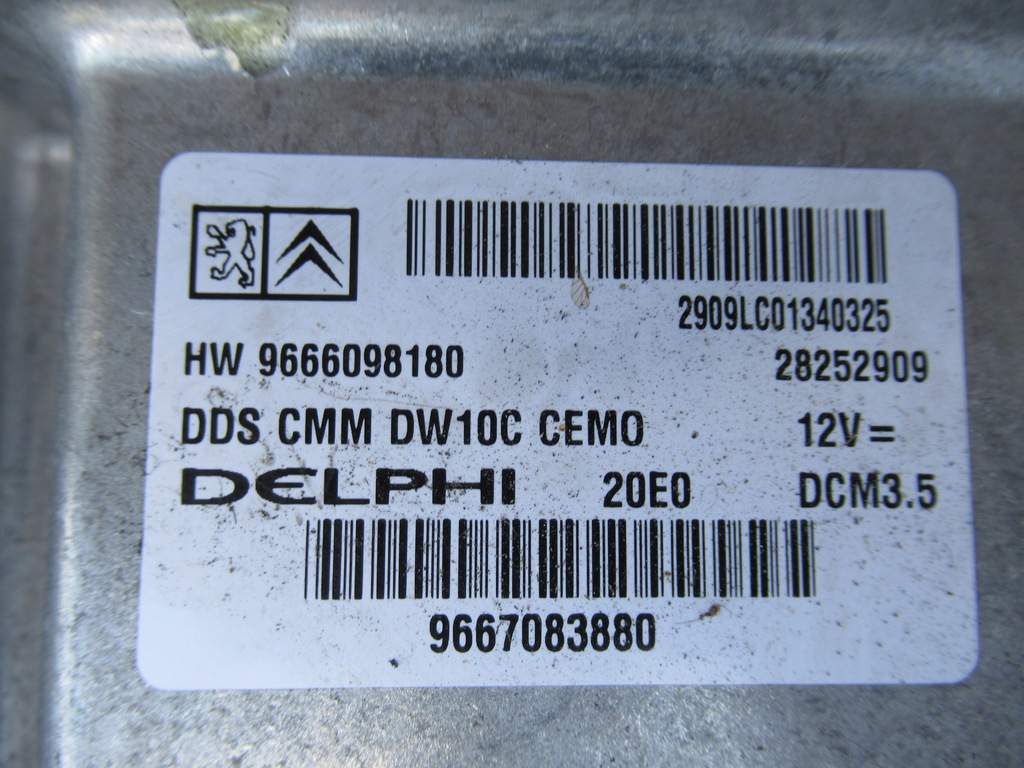 2909LC01340325
HW 9666098180 28252909
DDS CMM DW10C CEMO 12V=
DELPHI 20E0 DCM3.5
9667083880